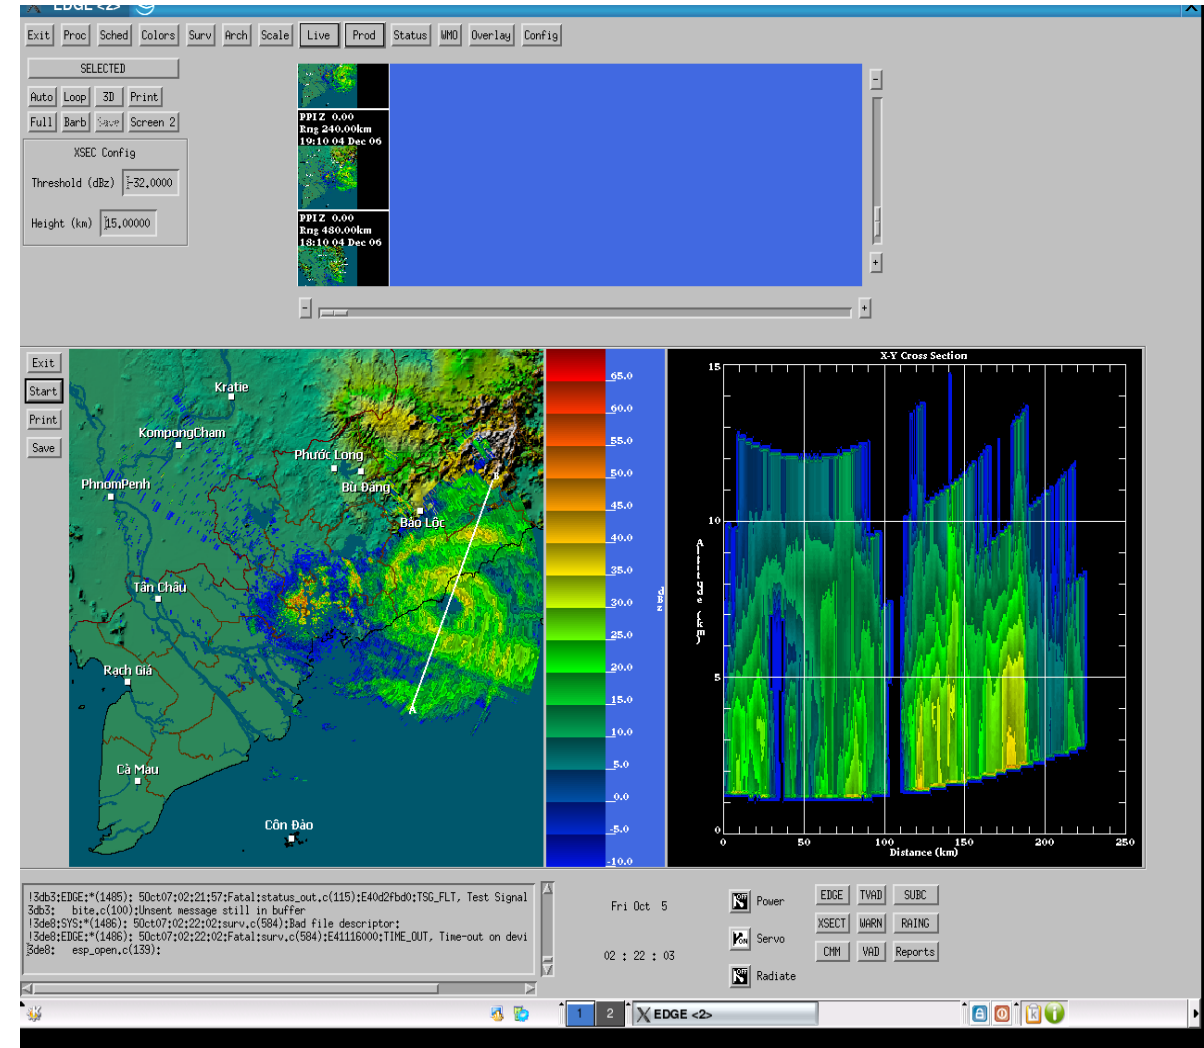 EDGE <2>
Exit Proc Sched Colors Surv Arch Scale Live Prod Status WMO Overlay Config
SELECTED
Auto Loop 3D Print
Full Barb Save Screen 2
XSEC Config
Threshold (dBz) -32.0000
Height (km) 15.00000
PPI Z 0.00
Rng 240.00km
19:10 04 Dec 06
PPI Z 0.00
Rng 480.00km
18:10 04 Dec 06
- +
- +
Exit
Start
Print
Save
Kratie
KompongCham
Phước Long
PhnomPenh
Bù Đăng
Bảo Lộc
Tân Châu
Rạch Giá
Cà Mau
Côn Đảo
B
A
65.0
60.0
55.0
50.0
45.0
40.0
35.0
30.0
25.0
20.0
15.0
10.0
5.0
0.0
-5.0
-10.0
dBz
X-Y Cross Section
15
10
5
0
Altitude (km)
0 50 100 150 200 250
Distance (km)
!3db3:EDGE:*(1485): 5Oct07:02:21:57:Fatal:status_out.c(115):E40d2fbd0:TSG_FLT, Test Signal
3db3: bite.c(100):Unsent message still in buffer
!3de8:SYS:*(1486): 5Oct07:02:22:02:surv.c(584):Bad file descriptor:
!3de8:EDGE:*(1486): 5Oct07:02:22:02:Fatal:surv.c(584):E41116000:TIME_OUT, Time-out on devi
3de8: esp_open.c(139):
Fri Oct 5
02 : 22 : 03
OFF Power
ON Servo
OFF Radiate
EDGE TVAD SUBC
XSECT WARN RAING
CMM VAD Reports
1 2 EDGE <2>